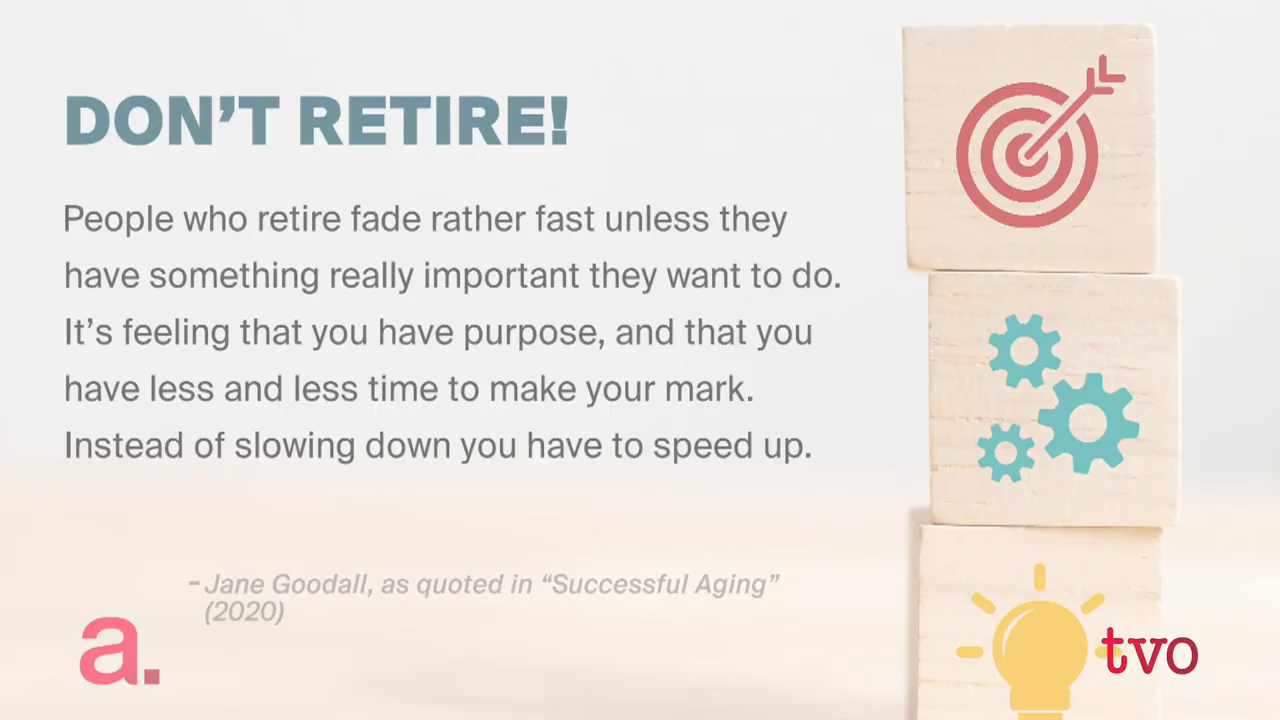 DON’T RETIRE!
People who retire fade rather fast unless they
have something really important they want to do.
It’s feeling that you have purpose, and that you
have less and less time to make your mark.
Instead of slowing down you have to speed up.
- Jane Goodall, as quoted in “Successful Aging”
(2020)
a.
tvo